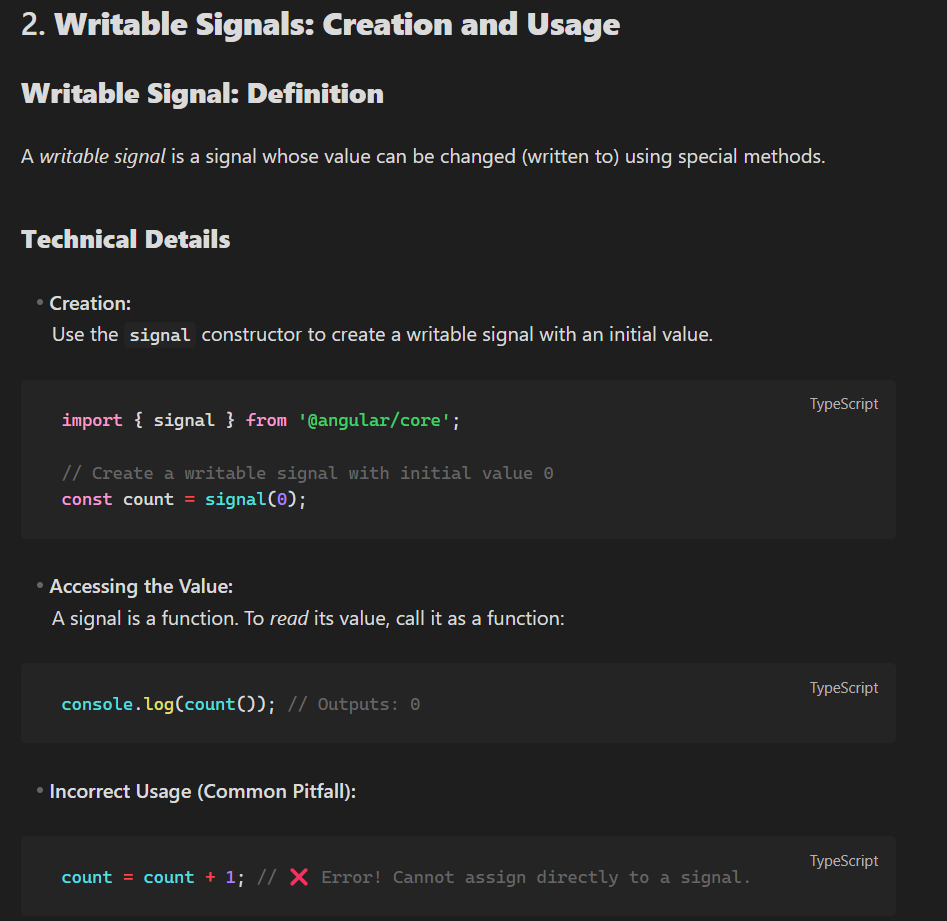 2. Writable Signals: Creation and Usage
Writable Signal: Definition
A writable signal is a signal whose value can be changed (written to) using special methods.
Technical Details
• Creation:
Use the signal constructor to create a writable signal with an initial value.
TypeScript
import { signal } from '@angular/core';
// Create a writable signal with initial value 0
const count = signal(0);
• Accessing the Value:
A signal is a function. To read its value, call it as a function:
TypeScript
console.log(count()); // Outputs: 0
• Incorrect Usage (Common Pitfall):
TypeScript
count = count + 1; // ❌ Error! Cannot assign directly to a signal.